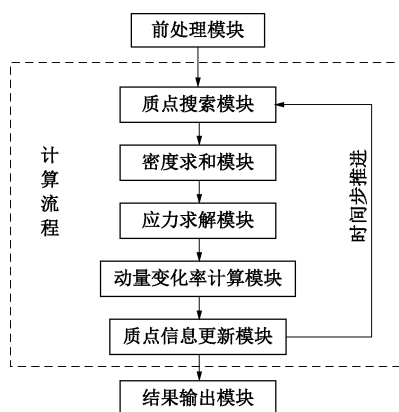 前处理模块
质点搜索模块
密度求和模块
应力求解模块
动量变化率计算模块
质点信息更新模块
结果输出模块
计算流程
时间步推进